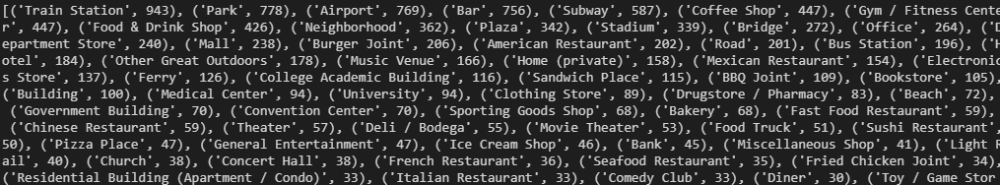 [('Train Station', 943), ('Park', 778), ('Airport', 769), ('Bar', 756), ('Subway', 587), ('Coffee Shop', 447), ('Gym / Fitness Cente
r', 447), ('Food & Drink Shop', 426), ('Neighborhood', 362), ('Plaza', 342), ('Stadium', 339), ('Bridge', 272), ('Office', 264), ('D
epartment Store', 240), ('Mall', 238), ('Burger Joint', 206), ('American Restaurant', 202), ('Road', 201), ('Bus Station', 196), ('H
otel', 184), ('Other Great Outdoors', 178), ('Music Venue', 166), ('Home (private)', 158), ('Mexican Restaurant', 154), ('Electronic
s Store', 137), ('Ferry', 126), ('College Academic Building', 116), ('Sandwich Place', 115), ('BBQ Joint', 109), ('Bookstore', 105),
('Building', 100), ('Medical Center', 94), ('University', 94), ('Clothing Store', 89), ('Drugstore / Pharmacy', 83), ('Beach', 72),
('Government Building', 70), ('Convention Center', 70), ('Sporting Goods Shop', 68), ('Bakery', 68), ('Fast Food Restaurant', 59),
('Chinese Restaurant', 59), ('Theater', 57), ('Deli / Bodega', 55), ('Movie Theater', 53), ('Food Truck', 51), ('Sushi Restaurant',
50), ('Pizza Place', 47), ('General Entertainment', 47), ('Ice Cream Shop', 46), ('Bank', 45), ('Miscellaneous Shop', 41), ('Light R
ail', 40), ('Church', 38), ('Concert Hall', 38), ('French Restaurant', 36), ('Seafood Restaurant', 35), ('Fried Chicken Joint', 34),
('Residential Building (Apartment / Condo)', 33), ('Italian Restaurant', 33), ('Comedy Club', 33), ('Diner', 30), ('Toy / Game Stor